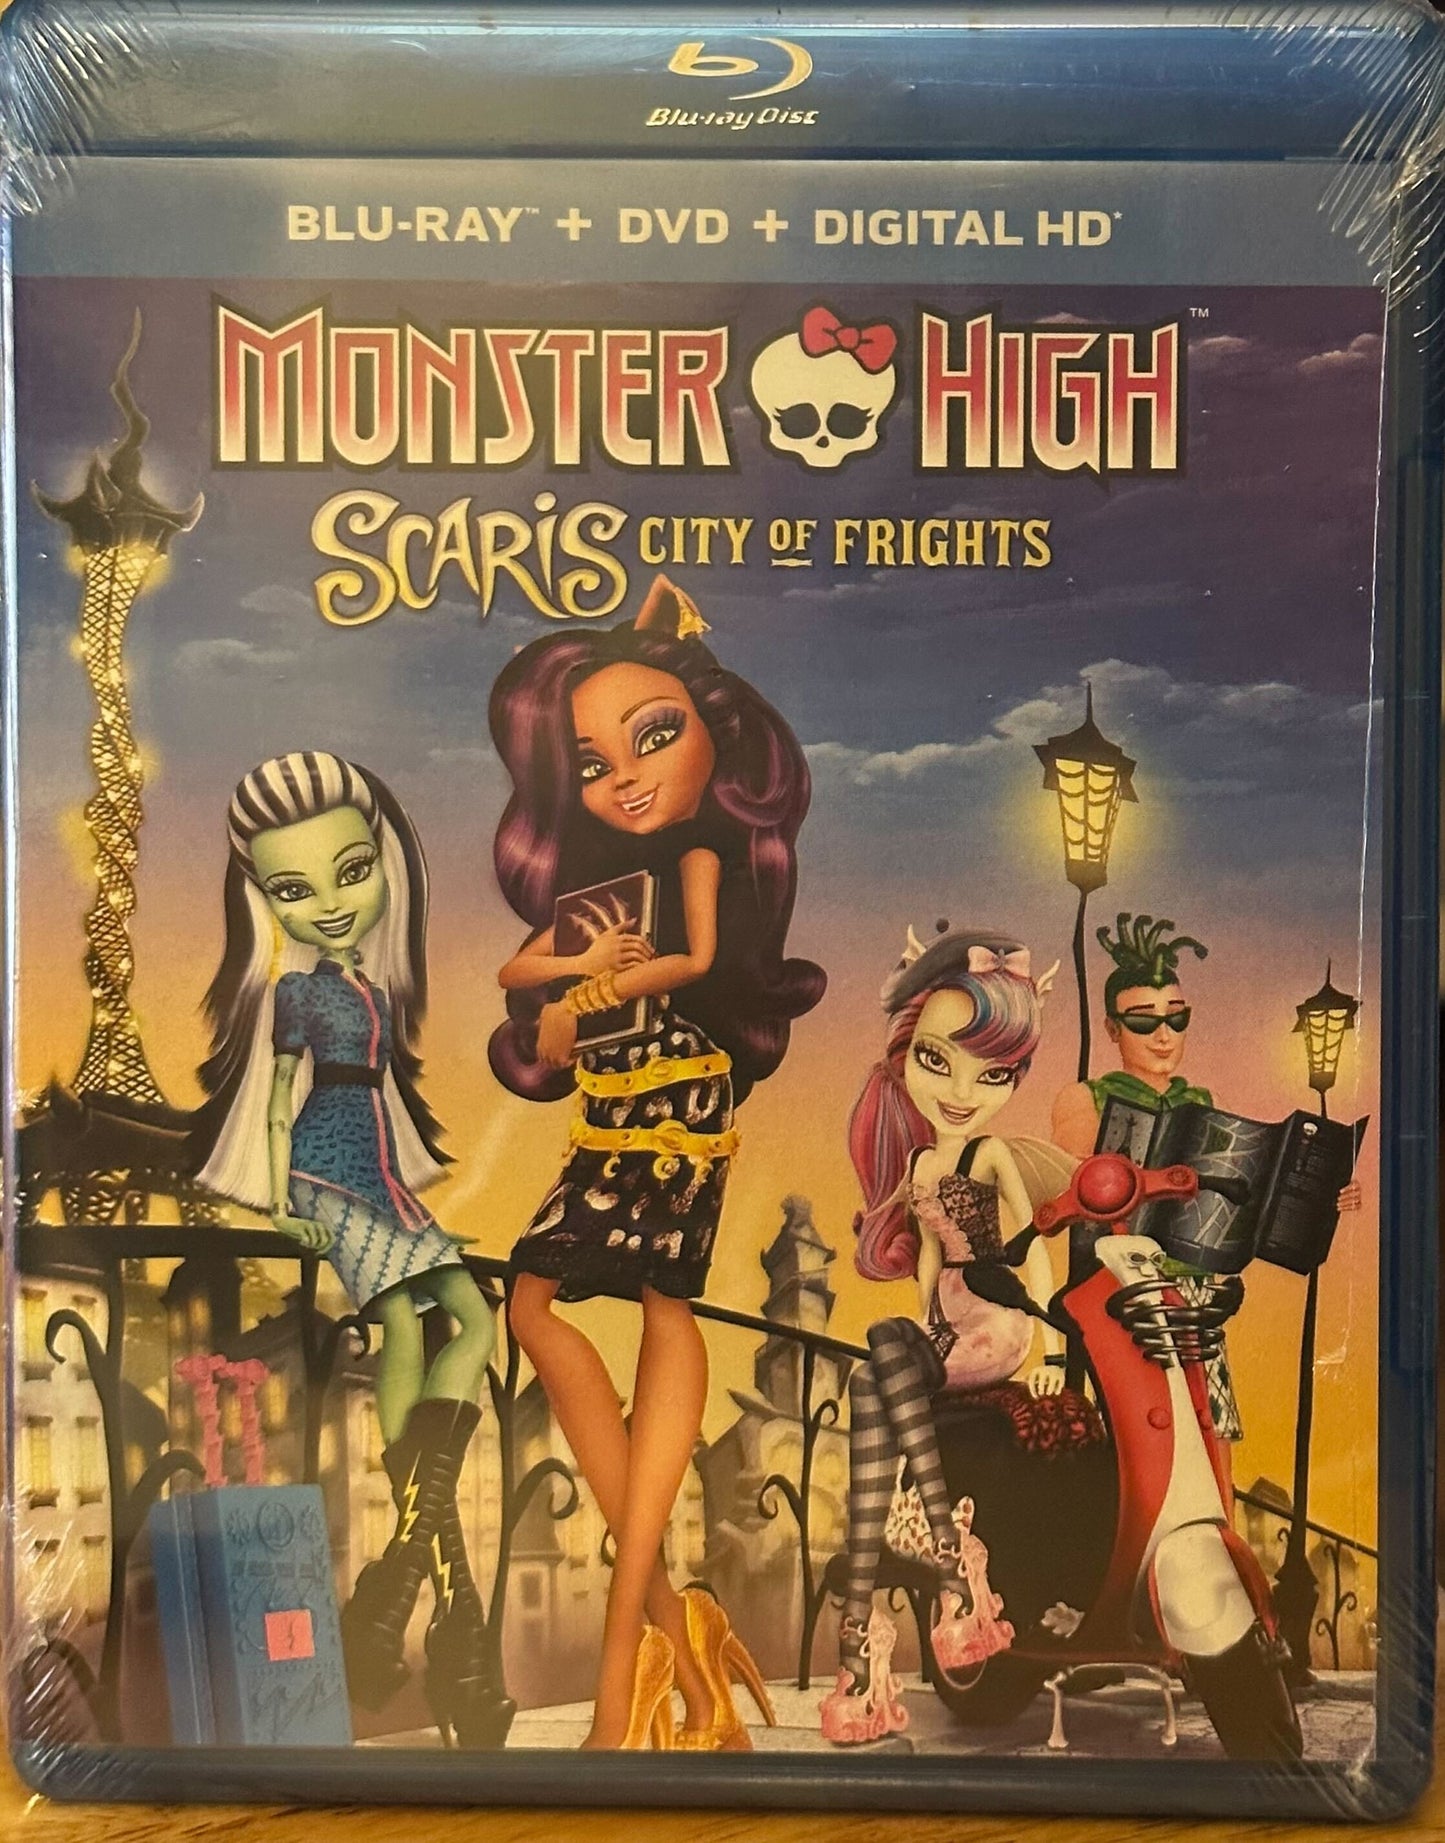 Blu-ray Disc
BLU-RAY™ + DVD + DIGITAL HD*
MONSTER HIGH™
SCARIS CITY OF FRIGHTS